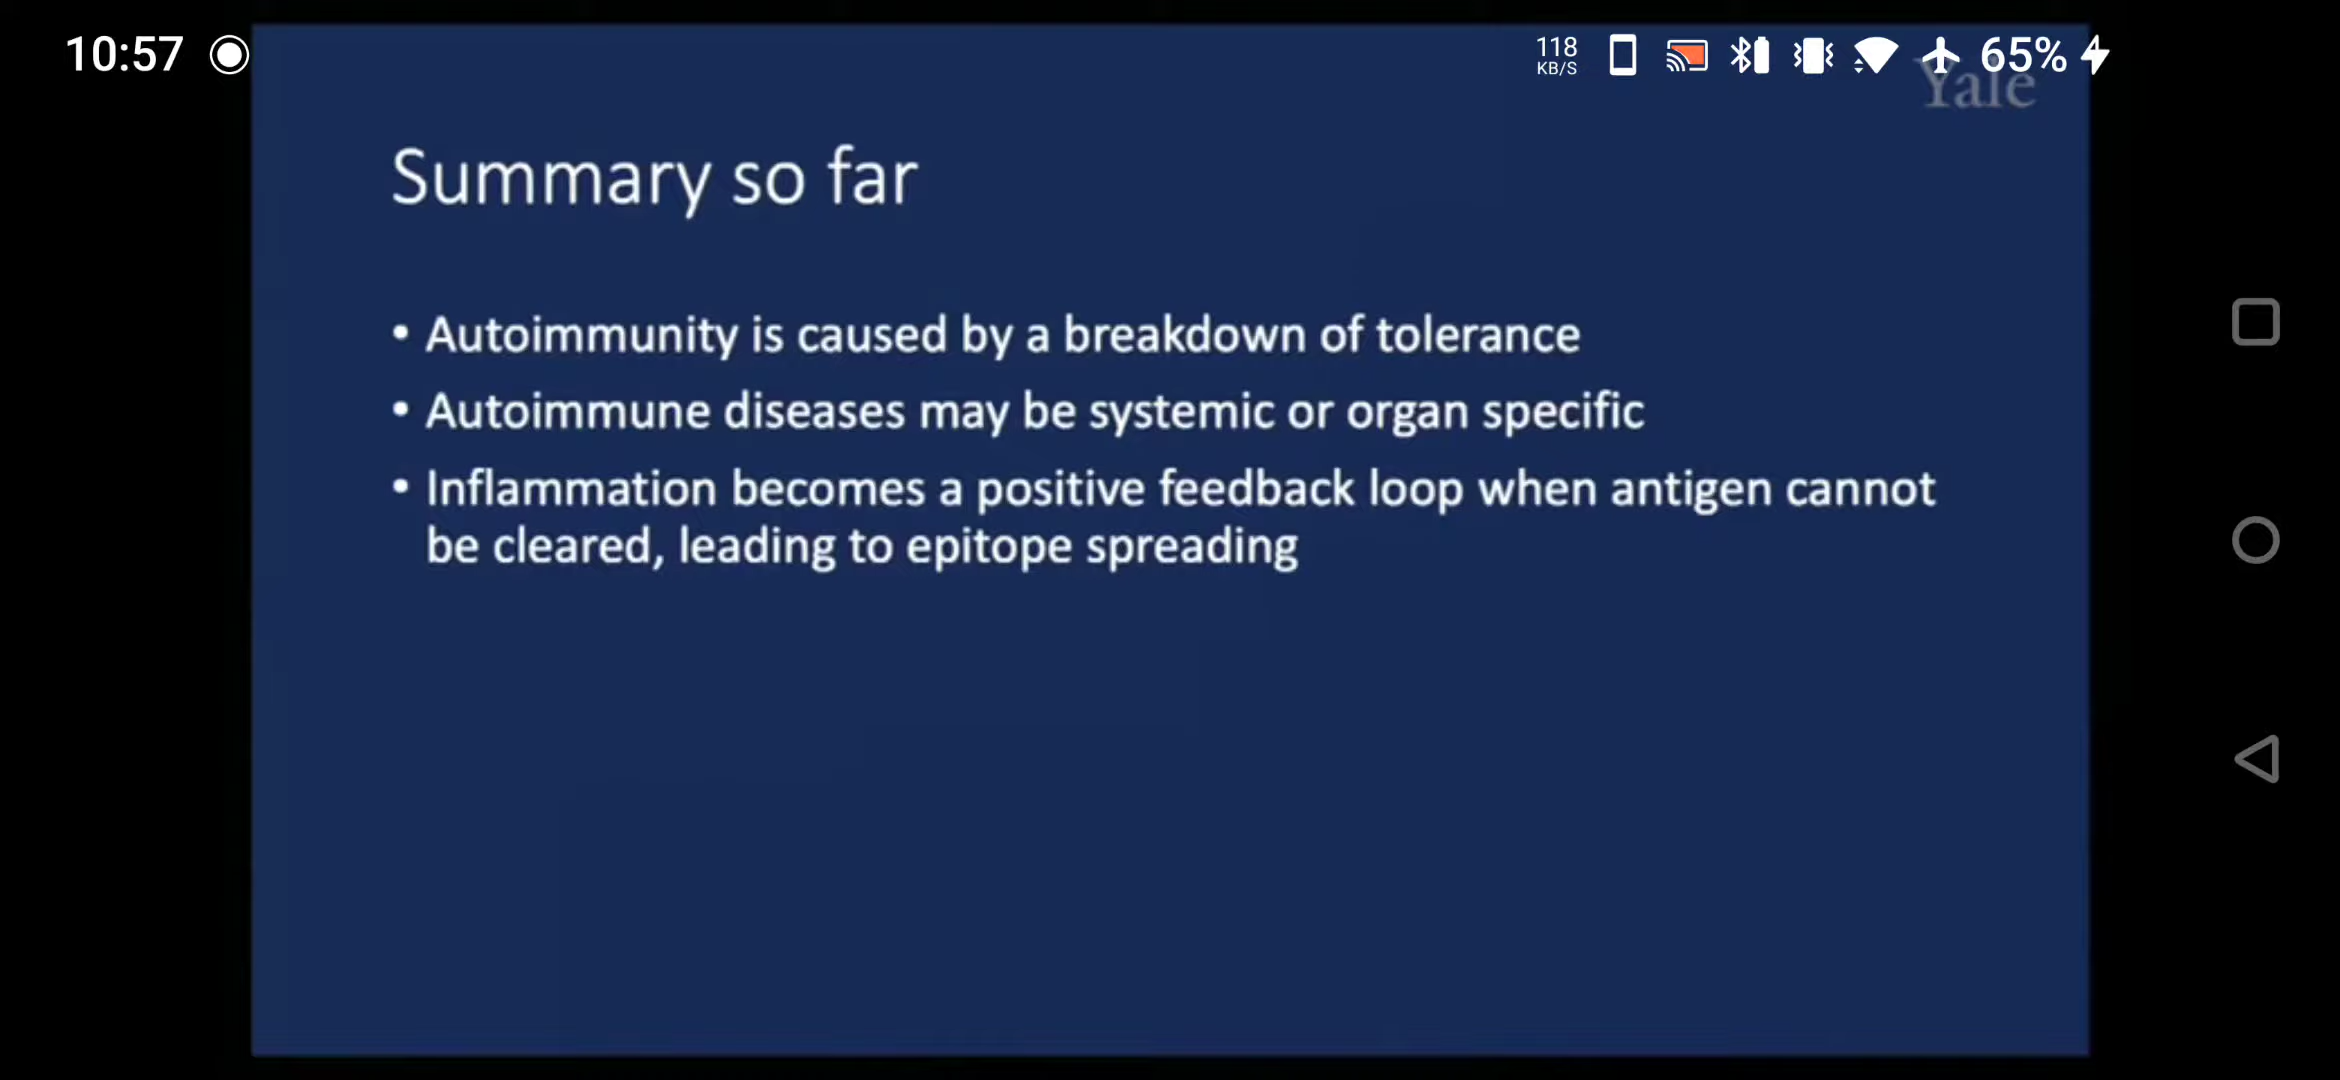 10:57
118
KB/S
65%
Yale
Summary so far
• Autoimmunity is caused by a breakdown of tolerance
• Autoimmune diseases may be systemic or organ specific
• Inflammation becomes a positive feedback loop when antigen cannot
be cleared, leading to epitope spreading